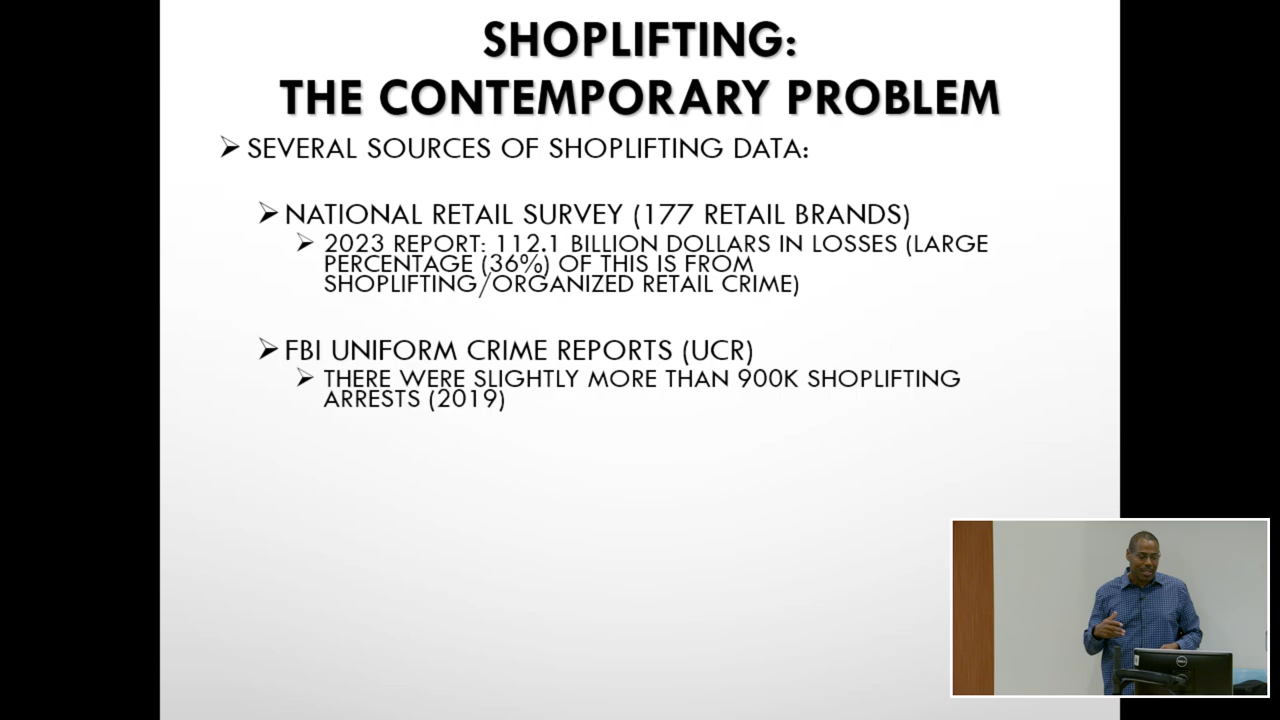 SHOPLIFTING:
THE CONTEMPORARY PROBLEM
➢ SEVERAL SOURCES OF SHOPLIFTING DATA:
➢ NATIONAL RETAIL SURVEY (177 RETAIL BRANDS)
➢ 2023 REPORT: 112.1 BILLION DOLLARS IN LOSSES (LARGE
PERCENTAGE (36%) OF THIS IS FROM
SHOPLIFTING/ORGANIZED RETAIL CRIME)
➢ FBI UNIFORM CRIME REPORTS (UCR)
➢ THERE WERE SLIGHTLY MORE THAN 900K SHOPLIFTING
ARRESTS (2019)
DELL